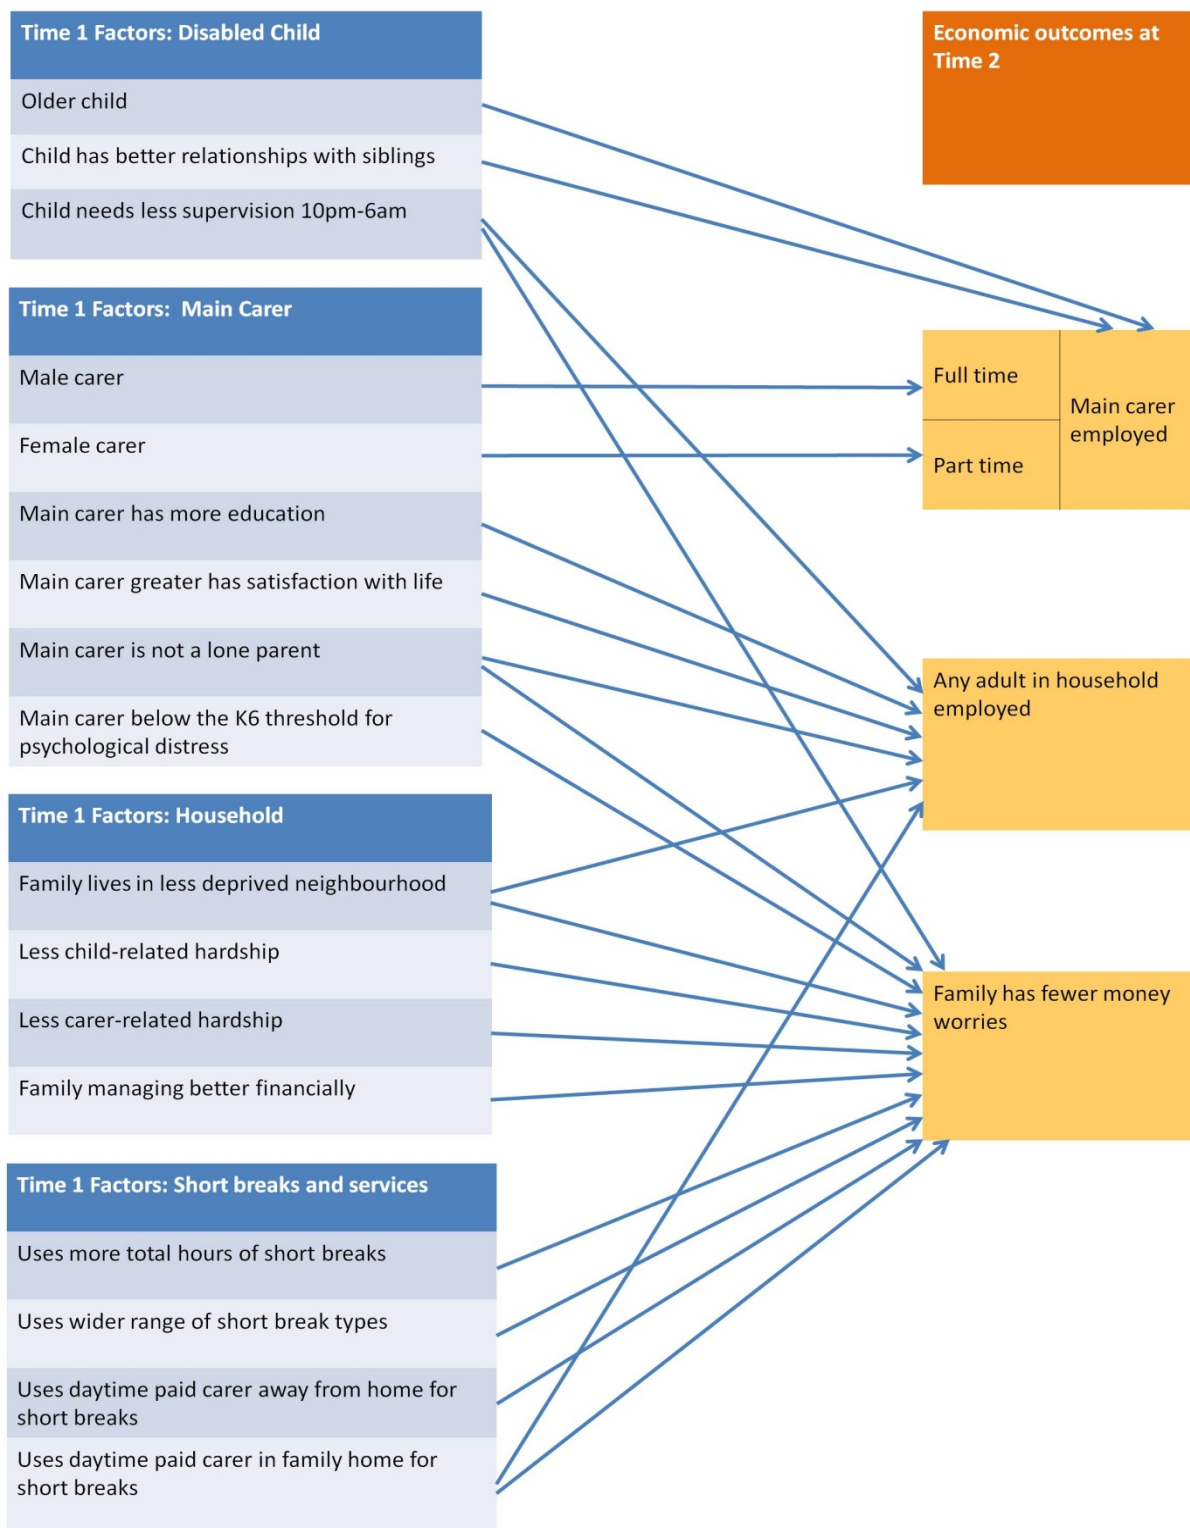 Time 1 Factors: Disabled Child
Older child
Child has better relationships with siblings
Child needs less supervision 10pm-6am
Time 1 Factors:  Main Carer
Male carer
Female carer
Main carer has more education
Main carer greater has satisfaction with life
Main carer is not a lone parent
Main carer below the K6 threshold for
psychological distress
Time 1 Factors: Household
Family lives in less deprived neighbourhood
Less child-related hardship
Less carer-related hardship
Family managing better financially
Time 1 Factors: Short breaks and services
Uses more total hours of short breaks
Uses wider range of short break types
Uses daytime paid carer away from home for
short breaks
Uses daytime paid carer in family home for
short breaks
Economic outcomes at
Time 2
Full time
Part time
Main carer
employed
Any adult in household
employed
Family has fewer money
worries